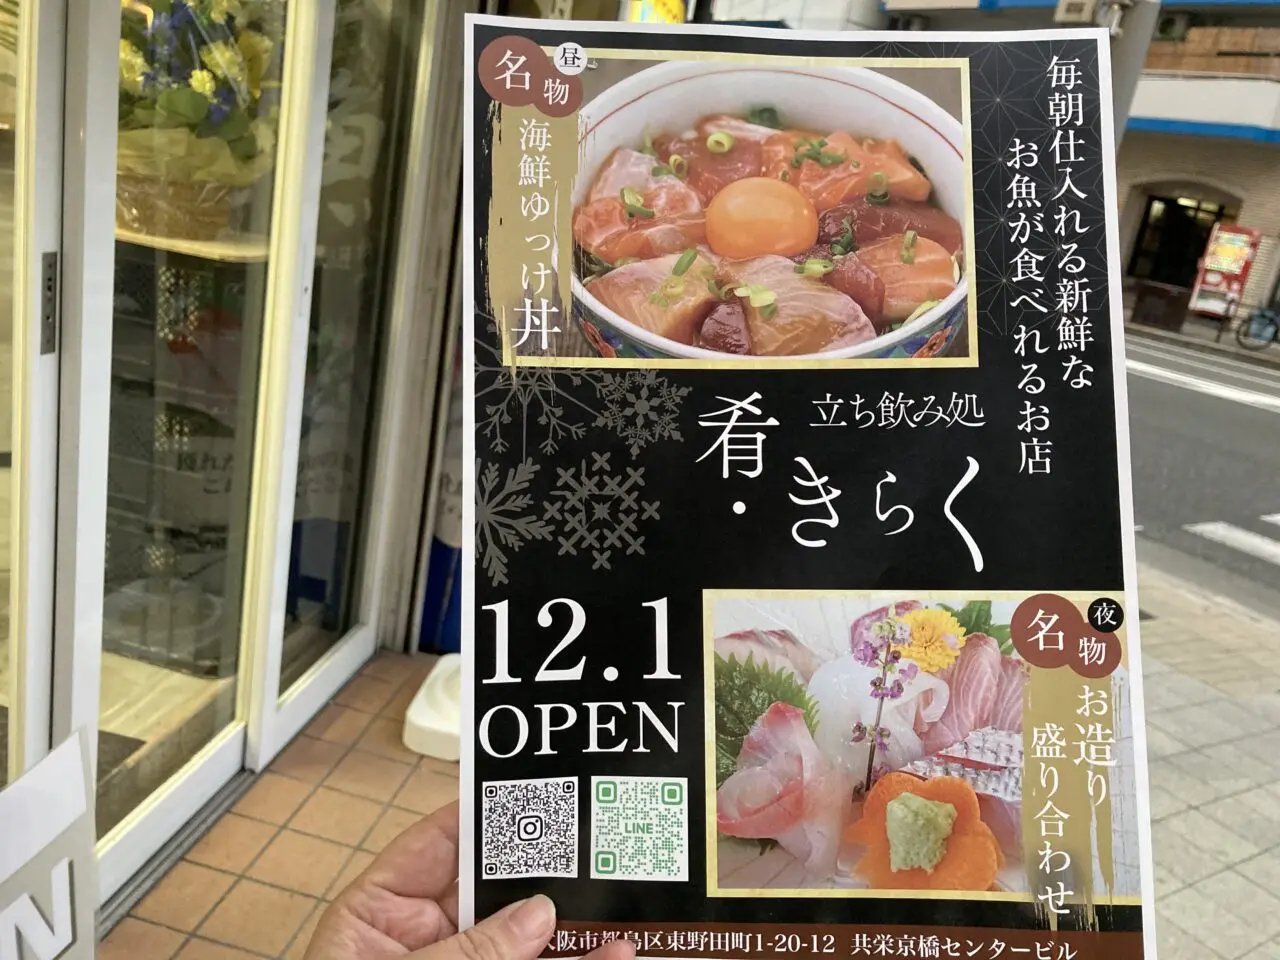 毎朝仕入れる新鮮な
お魚が食べれるお店
昼
名物
海鮮ゆっけ丼
立ち飲み処
肴・きらく
12.1
OPEN
LINE
夜
名物
お造り
盛り合わせ
大阪市都島区東野田町1-20-12 共栄京橋センタービル